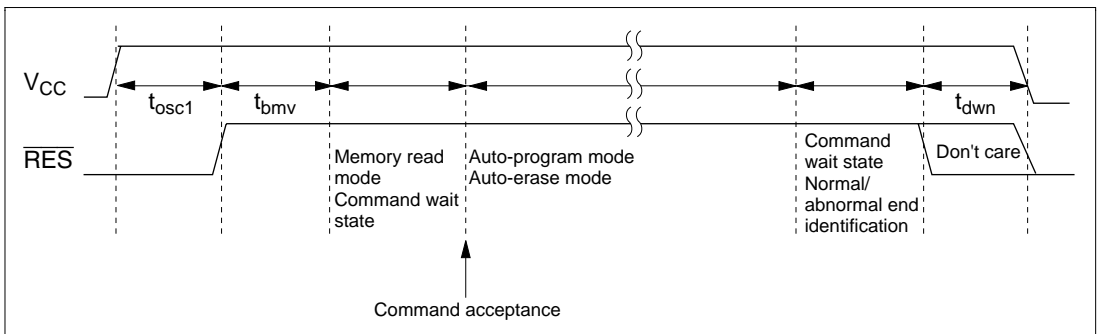 VCC
tosc1
tbmv
tdwn
RES
Memory read
mode
Command wait
state
Auto-program mode
Auto-erase mode
Command
wait state
Normal/
abnormal end
identification
Don't care
Command acceptance